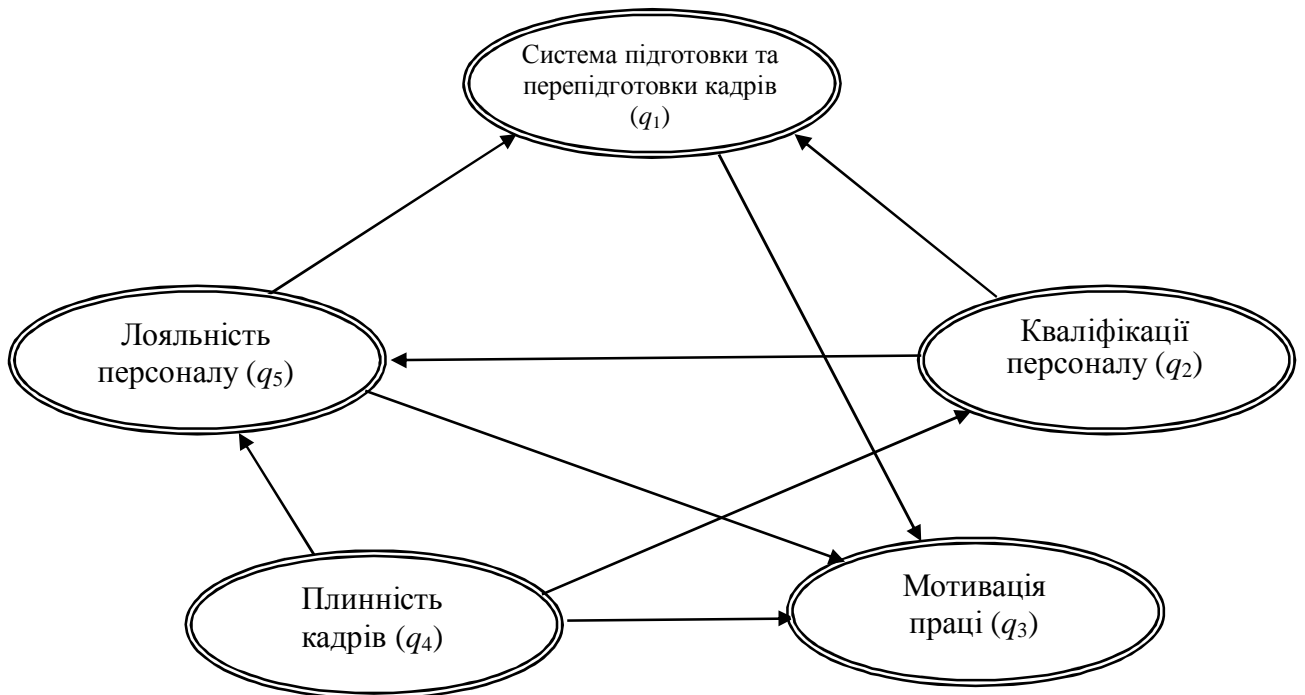 Система підготовки та
перепідготовки кадрів
(q₁)
Лояльність
персоналу (q₅)
Кваліфікації
персоналу (q₂)
Плинність
кадрів (q₄)
Мотивація
праці (q₃)